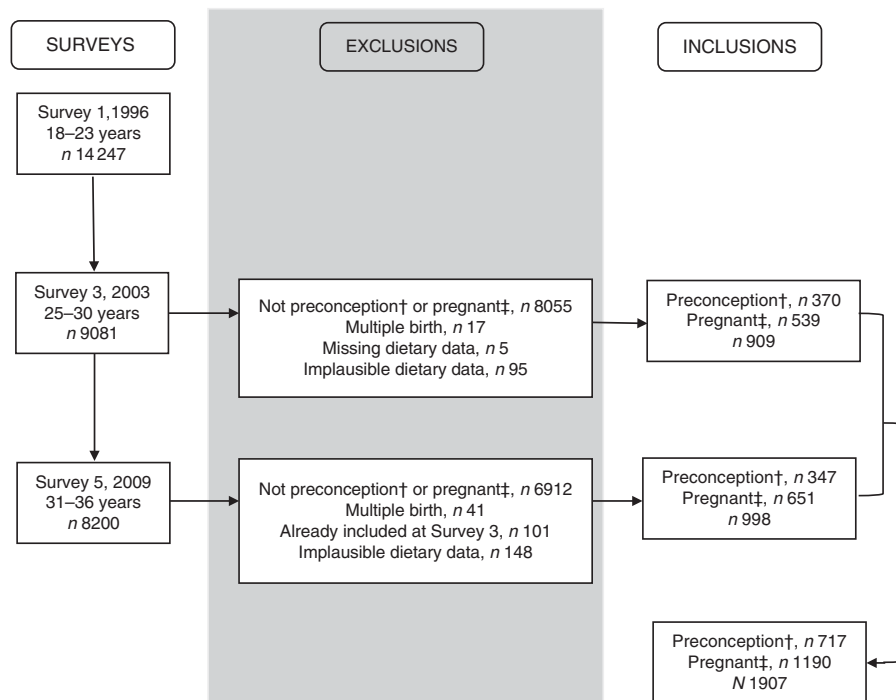 SURVEYS
EXCLUSIONS
INCLUSIONS
Survey 1,1996
18–23 years
n 14 247
Survey 3, 2003
25–30 years
n 9081
Not preconception† or pregnant‡, n 8055
Multiple birth, n 17
Missing dietary data, n 5
Implausible dietary data, n 95
Preconception†, n 370
Pregnant‡, n 539
n 909
Survey 5, 2009
31–36 years
n 8200
Not preconception† or pregnant‡, n 6912
Multiple birth, n 41
Already included at Survey 3, n 101
Implausible dietary data, n 148
Preconception†, n 347
Pregnant‡, n 651
n 998
Preconception†, n 717
Pregnant‡, n 1190
N 1907